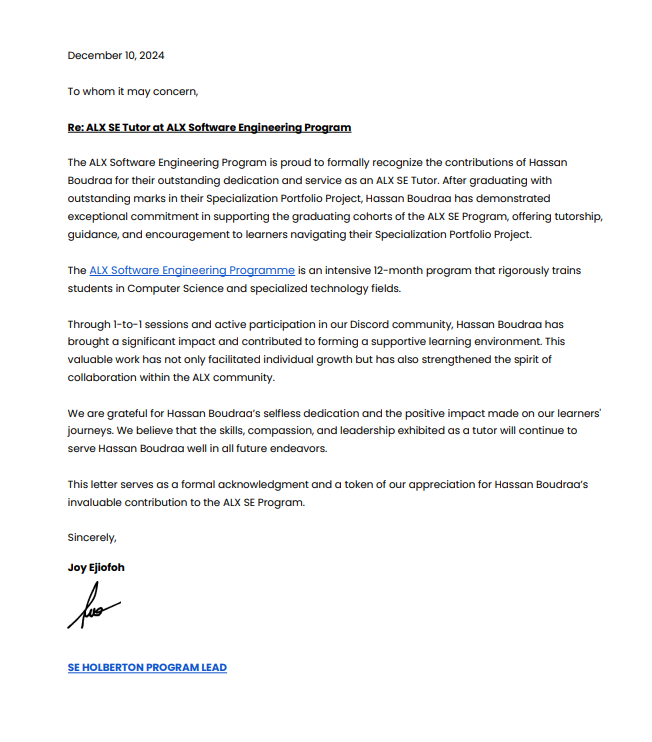 December 10, 2024
To whom it may concern,
Re: ALX SE Tutor at ALX Software Engineering Program
The ALX Software Engineering Program is proud to formally recognize the contributions of Hassan
Boudraa for their outstanding dedication and service as an ALX SE Tutor. After graduating with
outstanding marks in their Specialization Portfolio Project, Hassan Boudraa has demonstrated
exceptional commitment in supporting the graduating cohorts of the ALX SE Program, offering tutorship,
guidance, and encouragement to learners navigating their Specialization Portfolio Project.
The ALX Software Engineering Programme is an intensive 12-month program that rigorously trains
students in Computer Science and specialized technology fields.
Through 1-to-1 sessions and active participation in our Discord community, Hassan Boudraa has
brought a significant impact and contributed to forming a supportive learning environment. This
valuable work has not only facilitated individual growth but has also strengthened the spirit of
collaboration within the ALX community.
We are grateful for Hassan Boudraa’s selfless dedication and the positive impact made on our learners'
journeys. We believe that the skills, compassion, and leadership exhibited as a tutor will continue to
serve Hassan Boudraa well in all future endeavors.
This letter serves as a formal acknowledgment and a token of our appreciation for Hassan Boudraa’s
invaluable contribution to the ALX SE Program.
Sincerely,
Joy Ejiofoh
SE HOLBERTON PROGRAM LEAD